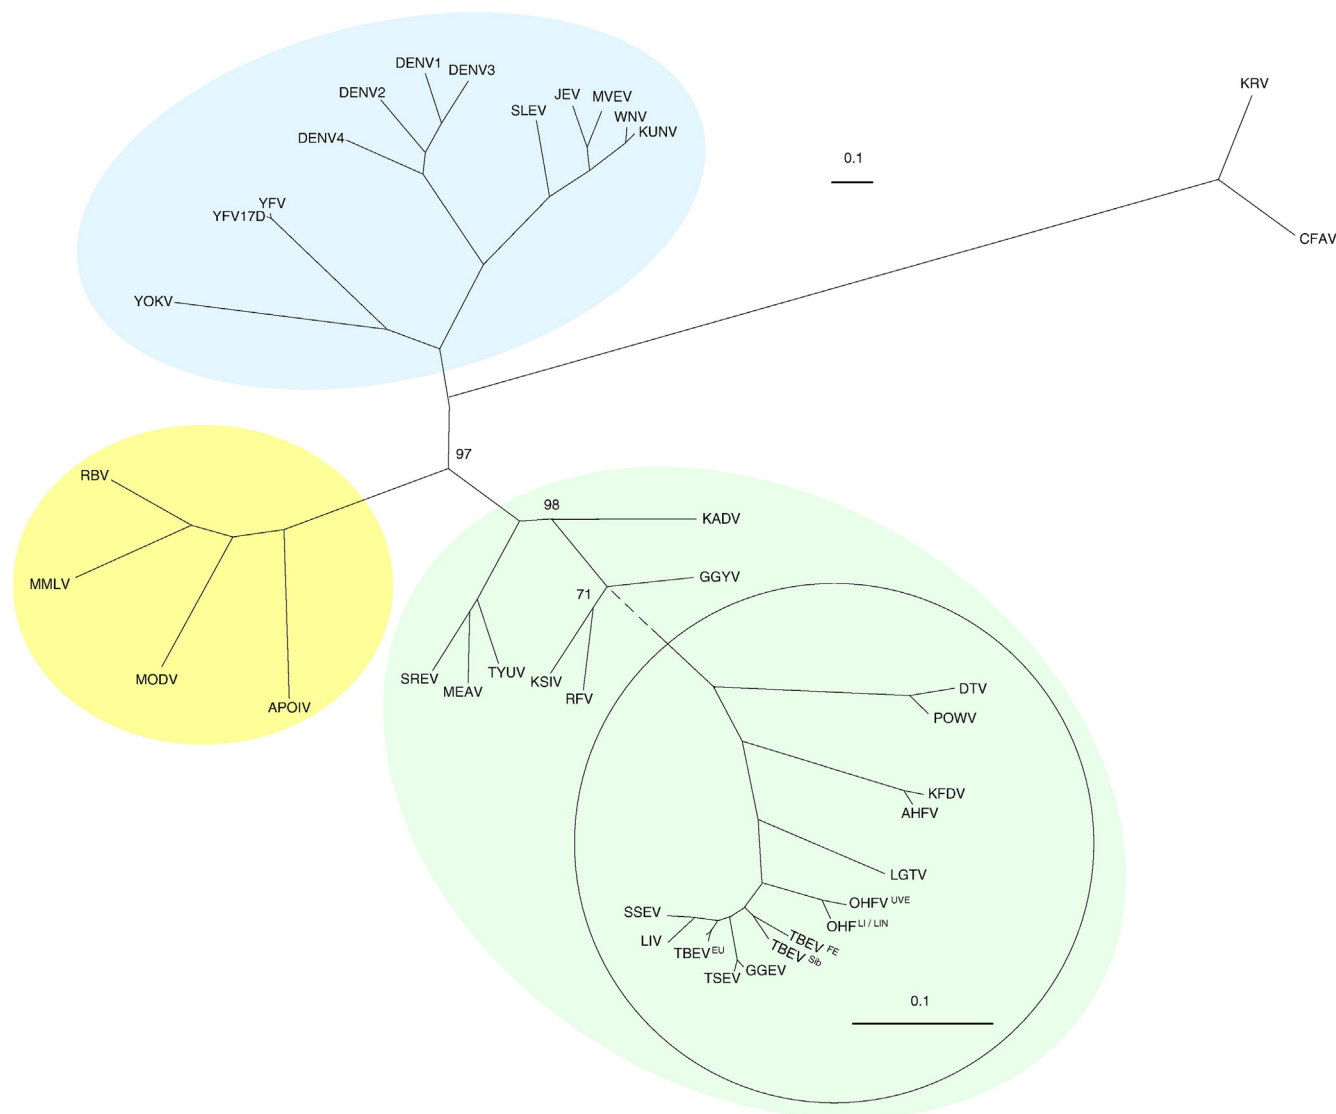 DENV1
DENV3
DENV2
DENV4
SLEV
JEV
MVEV
WNV
KUNV
YFV
YFV17D
YOKV
0.1
KRV
CFAV
97
RBV
MMLV
MODV
APOIV
98
KADV
GGYV
71
SREV
MEAV
TYUV
KSIV
RFV
DTV
POWV
KFDV
AHFV
LGTV
OHFV UVE
OHF LI / LIN
SSEV
LIV
TBEV EU
TSEV
GGEV
TBEV Sib
TBEV FE
0.1